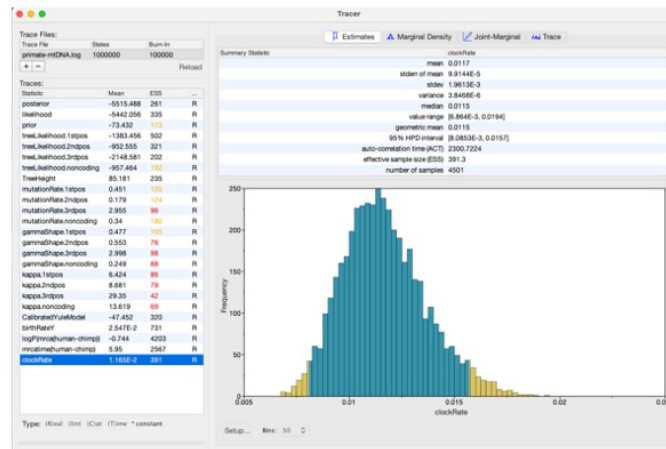 Tracer
Trace Files:
Trace File States Burn-In
primate-mtDNA.log 1000000 100000
+ − Reload
Traces:
Statistic Mean ESS ...
posterior -5515.488 261 R
likelihood -5442.056 335 R
prior -73.432 113 R
treeLikelihood.1stpos -1383.456 502 R
treeLikelihood.2ndpos -952.555 321 R
treeLikelihood.3rdpos -2148.581 202 R
treeLikelihood.noncoding -957.464 192 R
TreeHeight 85.181 235 R
mutationRate.1stpos 0.451 120 R
mutationRate.2ndpos 0.179 124 R
mutationRate.3rdpos 2.955 96 R
mutationRate.noncoding 0.34 180 R
gammaShape.1stpos 0.477 105 R
gammaShape.2ndpos 0.553 76 R
gammaShape.3rdpos 2.998 98 R
gammaShape.noncoding 0.249 88 R
kappa.1stpos 6.424 86 R
kappa.2ndpos 8.681 79 R
kappa.3rdpos 29.35 42 R
kappa.noncoding 13.619 69 R
CalibratedYuleModel -47.452 320 R
birthRateY 2.547E-2 731 R
logP(mrca(human-chimp)) -0.744 4203 R
mrcatime(human-chimp) 5.95 2567 R
clockRate 1.165E-2 391 R
Type: (R)eal (I)nt (C)at (T)ime * constant
Estimates Marginal Density Joint-Marginal Trace
Summary Statistic clockRate
mean 0.0117
stderr of mean 9.9144E-5
stdev 1.9613E-3
variance 3.8468E-6
median 0.0115
value range [6.864E-3, 0.0194]
geometric mean 0.0115
95% HPD interval [8.0853E-3, 0.0157]
auto-correlation time (ACT) 2300.7224
effective sample size (ESS) 391.3
number of samples 4501
250
200
150
Frequency
100
50
0
0.005 0.01 0.015 0.02
clockRate
Setup... Bins: 50